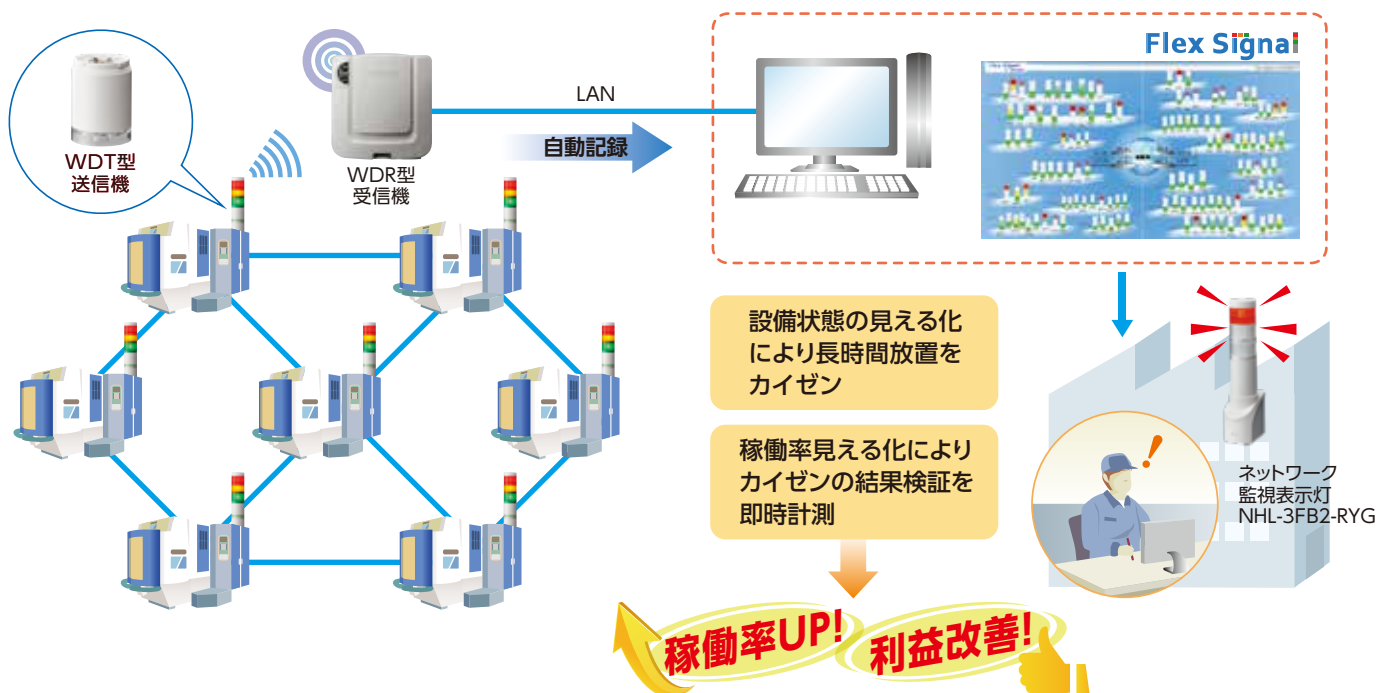 WDT型
送信機
WDR型
受信機
LAN
自動記録
Flex Signal
設備状態の見える化
により長時間放置を
カイゼン
稼働率見える化により
カイゼンの結果検証を
即時計測
ネットワーク
監視表示灯
NHL-3FB2-RYG
稼働率UP!
利益改善!